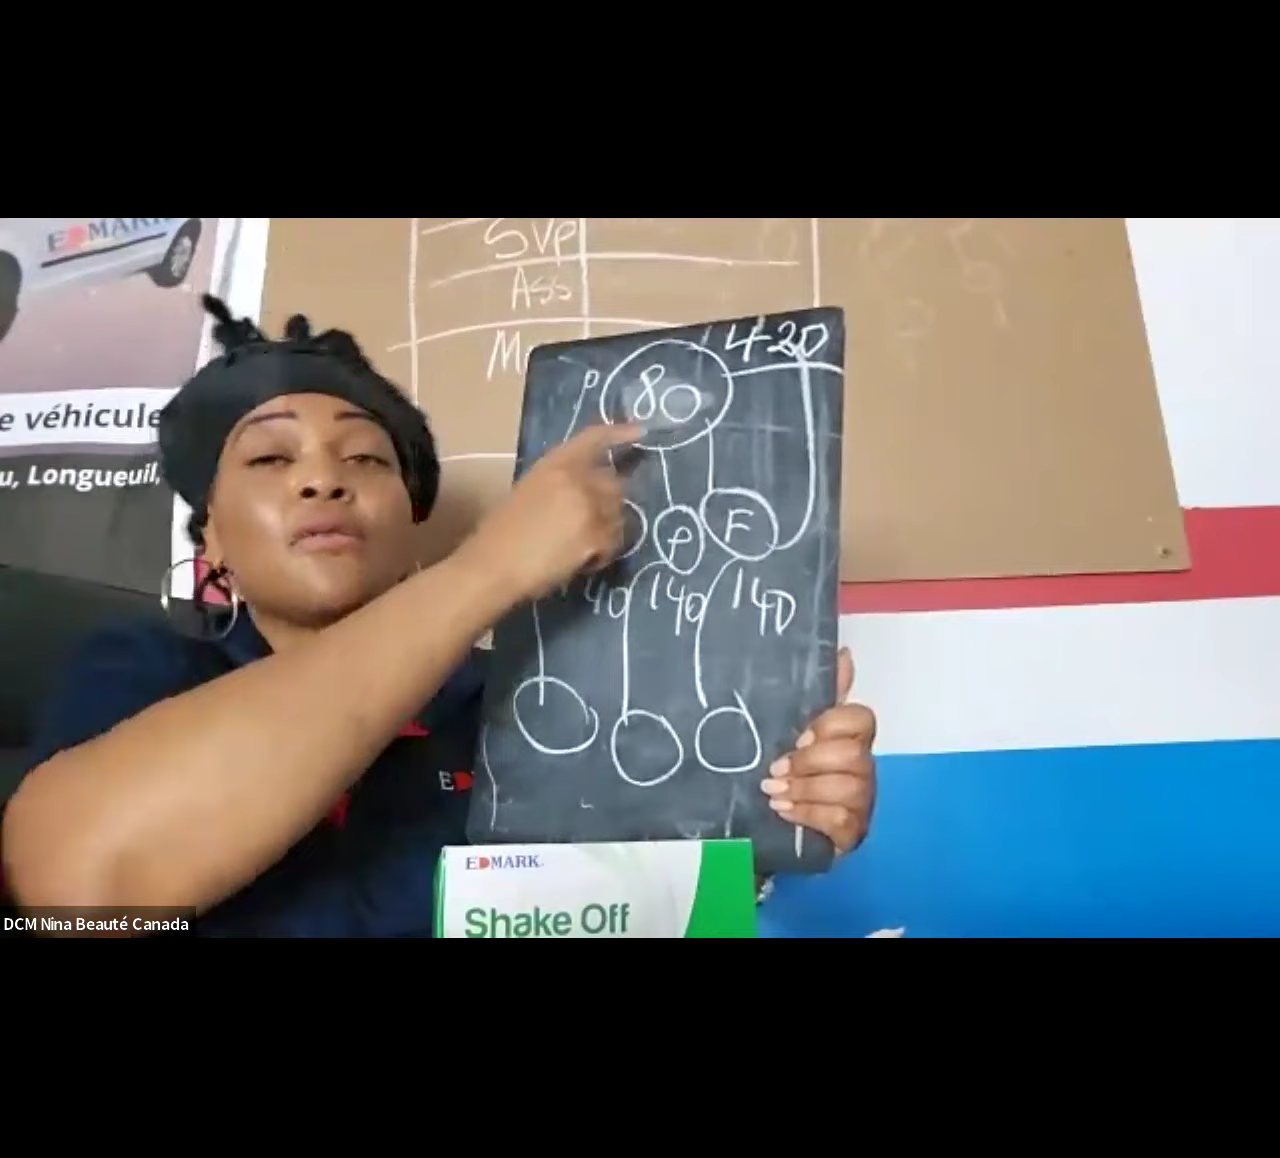 EDMARK
SVP
Ass
e véhicule
u, Longueuil,
420
P
80
P
F
140
140
140
EDMARK
Shake Off
DCM Nina Beauté Canada